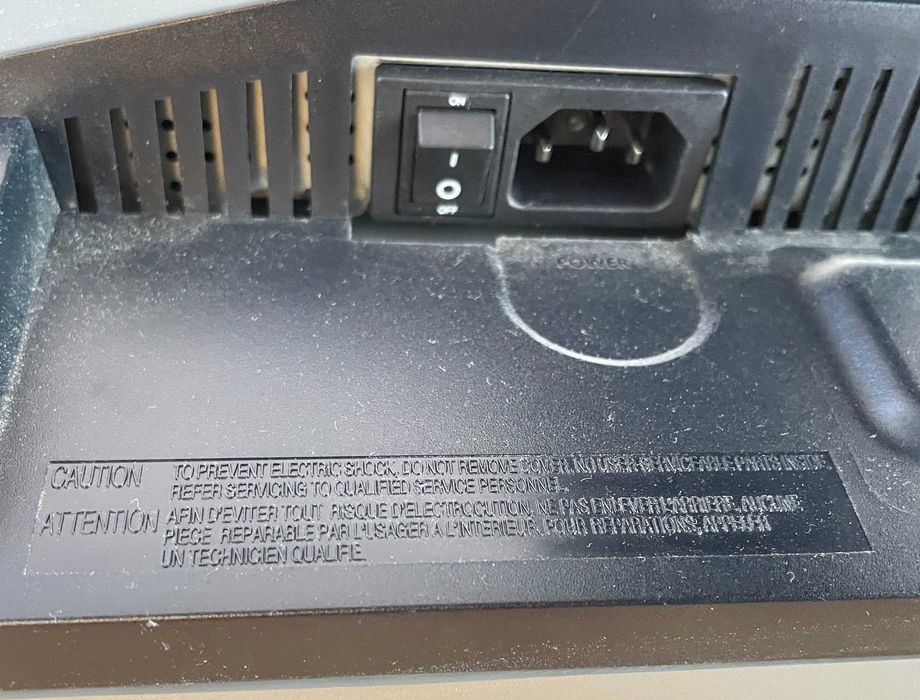 ON
OFF
POWER
CAUTION TO PREVENT ELECTRIC SHOCK, DO NOT REMOVE COVER. NO USER-SERVICEABLE PARTS INSIDE
REFER SERVICING TO QUALIFIED SERVICE PERSONNEL.
ATTENTION AFIN D'EVITER TOUT RISQUE D'ELECTROCUTION, NE PAS ENLEVER L'ARRIERE, AUCUNE
PIECE REPARABLE PAR L'USAGER A L'INTERIEUR. POUR REPARATIONS, APPELER
UN TECHNICIEN QUALIFIE.